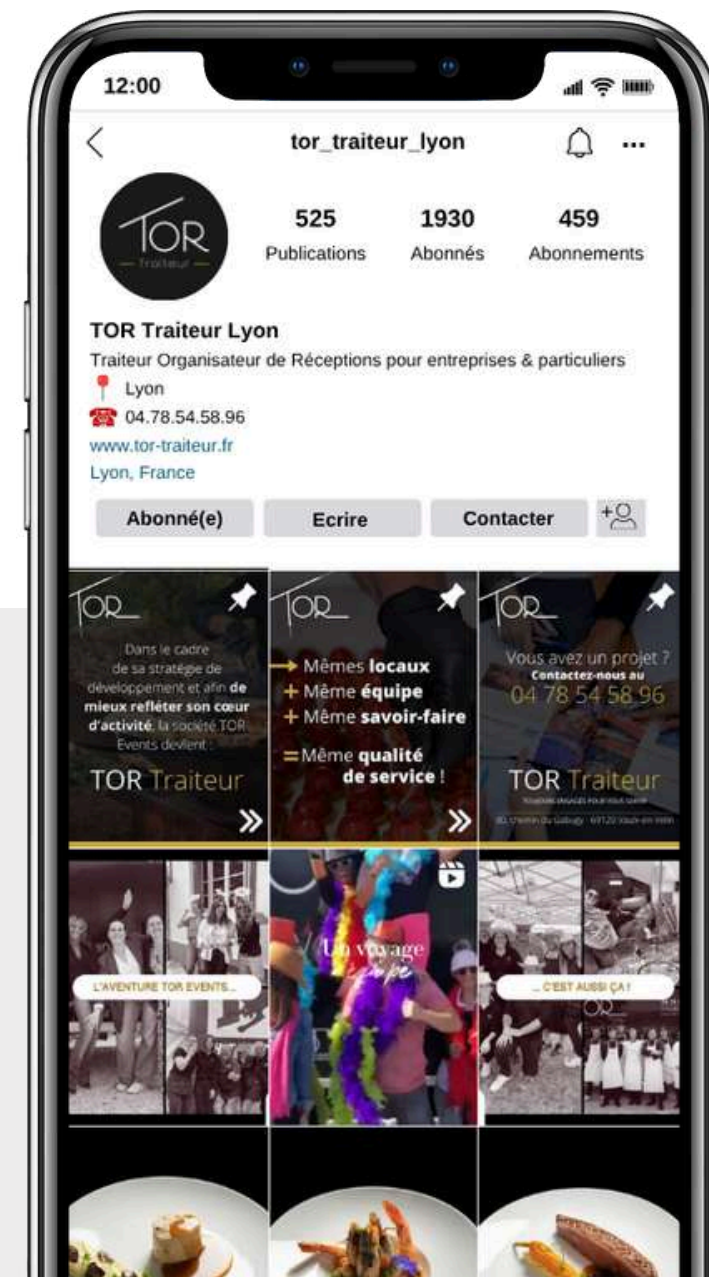 12:00
tor_traiteur_lyon
TOR
Traiteur
525
1930
459
Publications
Abonnés
Abonnements
TOR Traiteur Lyon
Traiteur Organisateur de Réceptions pour entreprises & particuliers
Lyon
04.78.54.58.96
www.tor-traiteur.fr
Lyon, France
Abonné(e)
Ecrire
Contacter
TOR
Dans le cadre
de sa stratégie de
développement et afin de
mieux refléter son cœur
d'activité, la société TOR
Events devient :
TOR Traiteur
TOR
Mêmes locaux
+ Même équipe
+ Même savoir-faire
= Même qualité
de service !
TOR
Vous avez un projet ?
Contactez-nous au
04 78 54 58 96
TOR Traiteur
TOUJOURS ENGAGÉS POUR VOUS SERVIR
L'AVENTURE TOR EVENTS...
Un voyage
... C'EST AUSSI ÇA !